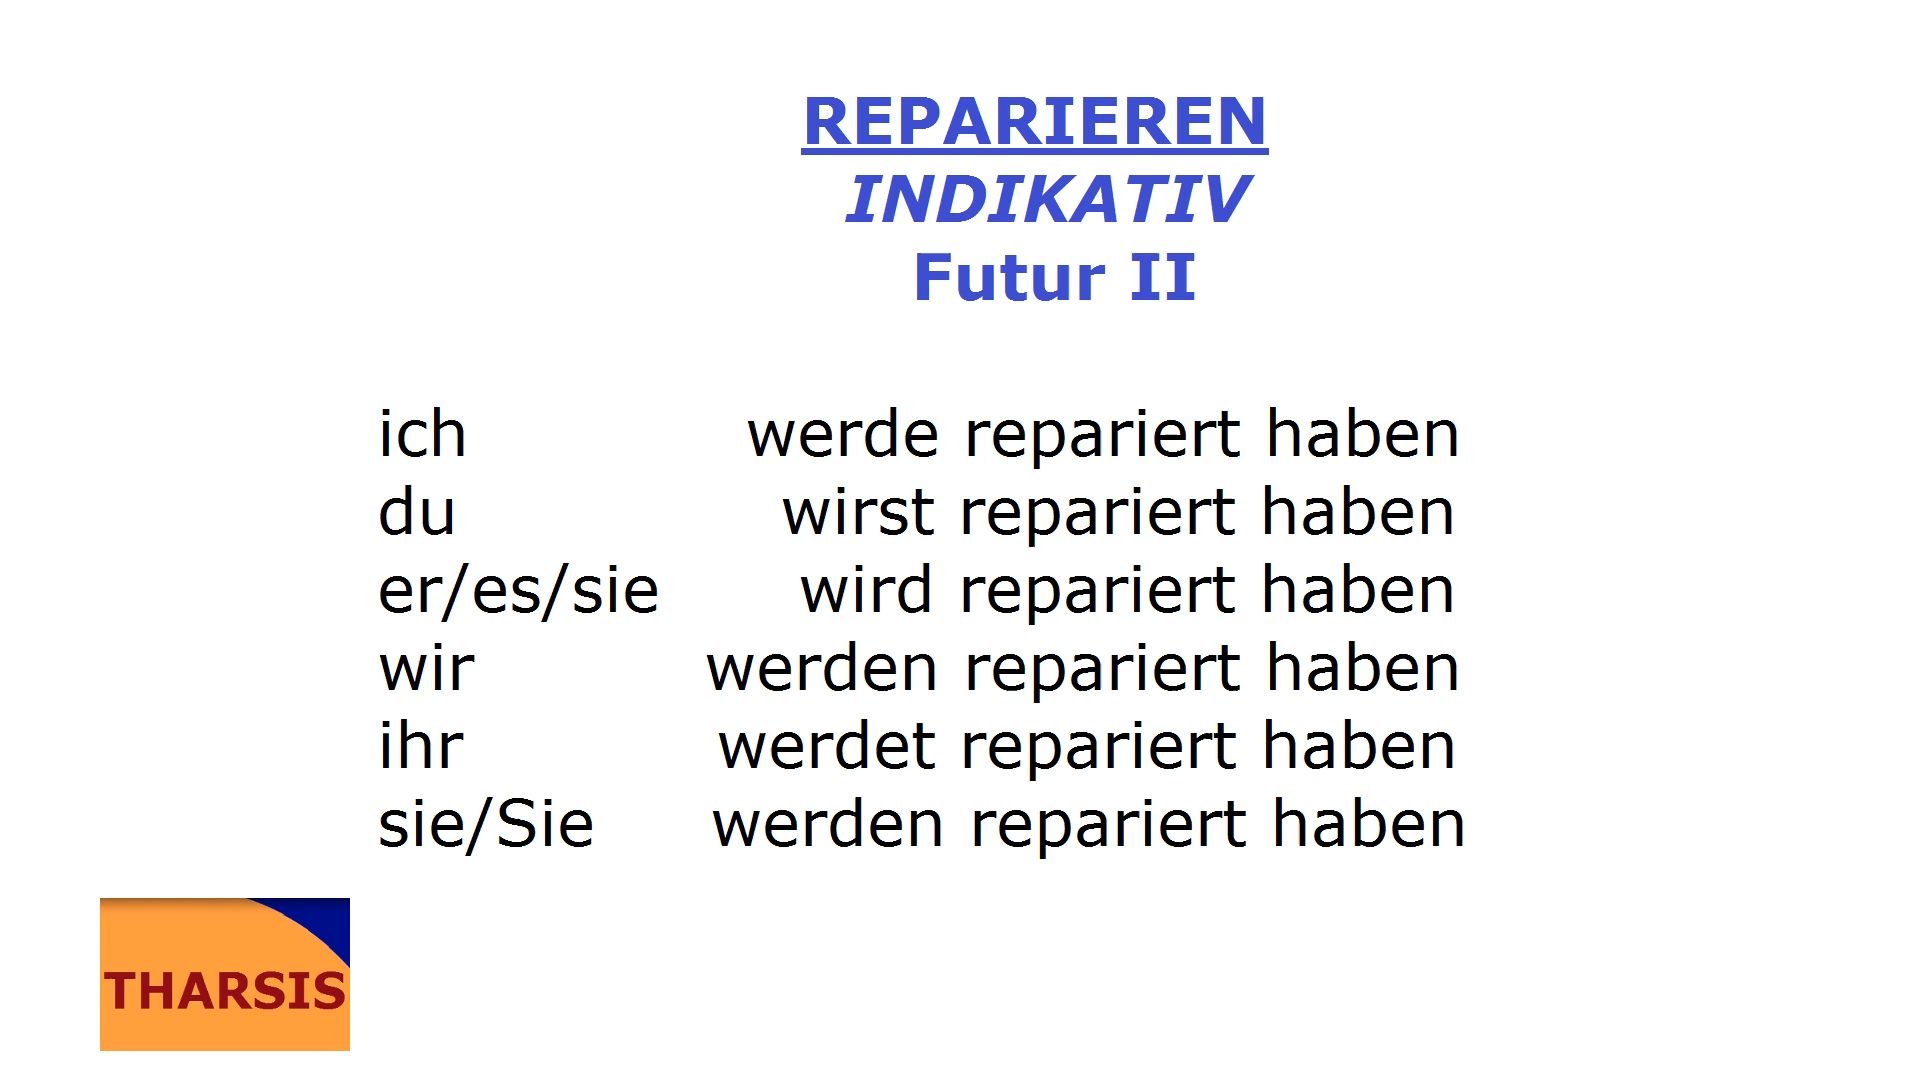 REPARIEREN
INDIKATIV
Futur II
ich werde repariert haben
du wirst repariert haben
er/es/sie wird repariert haben
wir werden repariert haben
ihr werdet repariert haben
sie/Sie werden repariert haben
THARSIS